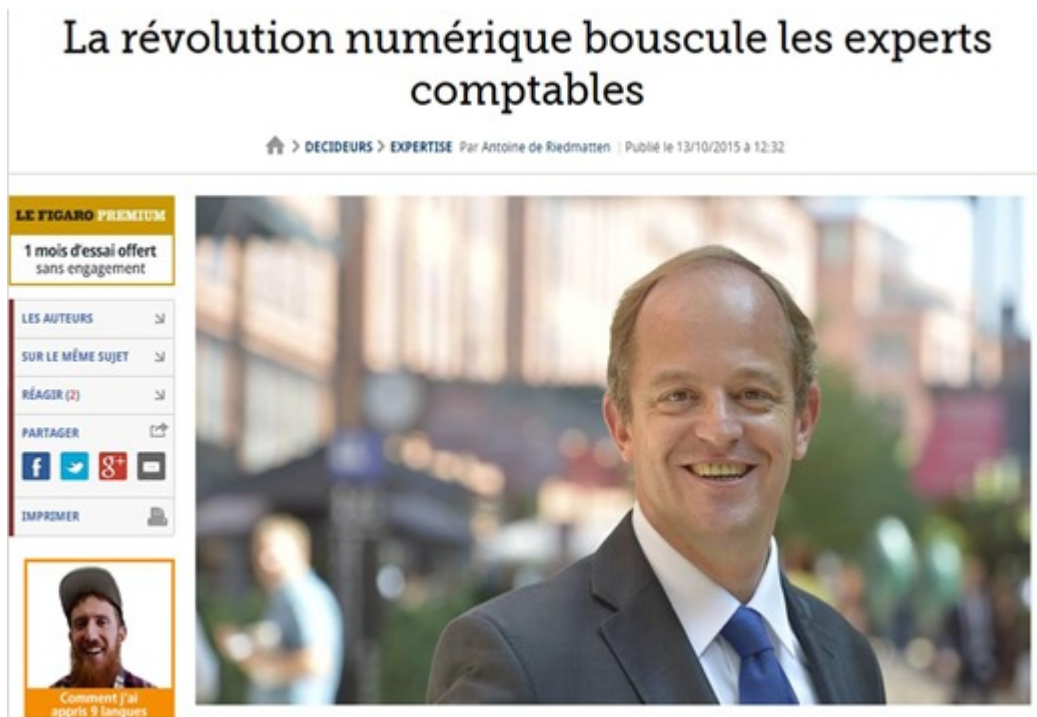 La révolution numérique bouscule les experts
comptables
> DECIDEURS > EXPERTISE Par Antoine de Riedmatten | Publié le 13/10/2015 à 12:32
LE FIGARO PREMIUM
1 mois d'essai offert
sans engagement
LES AUTEURS
SUR LE MÊME SUJET
RÉAGIR (2)
PARTAGER
f 8+
IMPRIMER
Comment j'ai
appris 9 langues